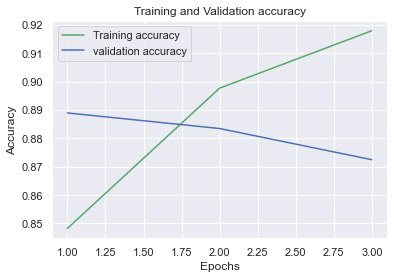 Training and Validation accuracy
Training accuracy
validation accuracy
Accuracy
0.92
0.91
0.90
0.89
0.88
0.87
0.86
0.85
1.00 1.25 1.50 1.75 2.00 2.25 2.50 2.75 3.00
Epochs